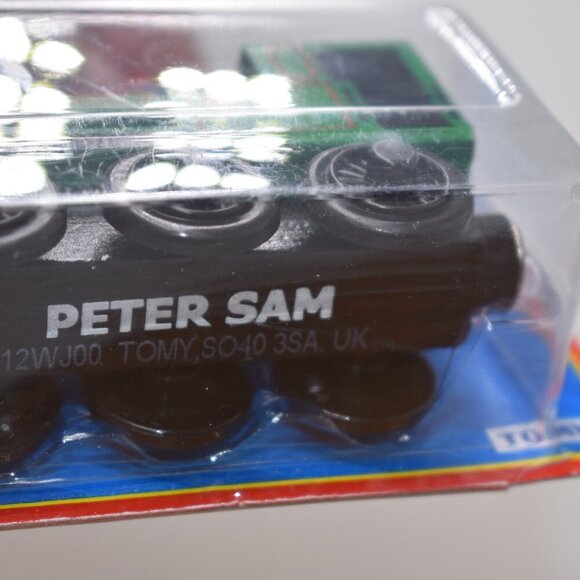 PETER SAM
12WJ00 TOMY, SO40 3SA. UK